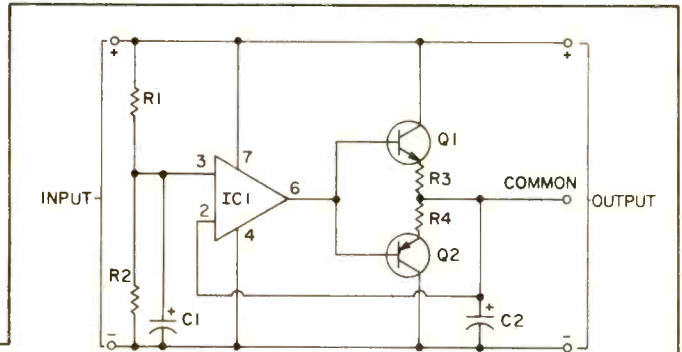 +
+
R1
Q1
3
7
R3
COMMON
6
INPUT
IC1
OUTPUT
2
R4
4
Q2
R2
+
C1
+
C2
−
−